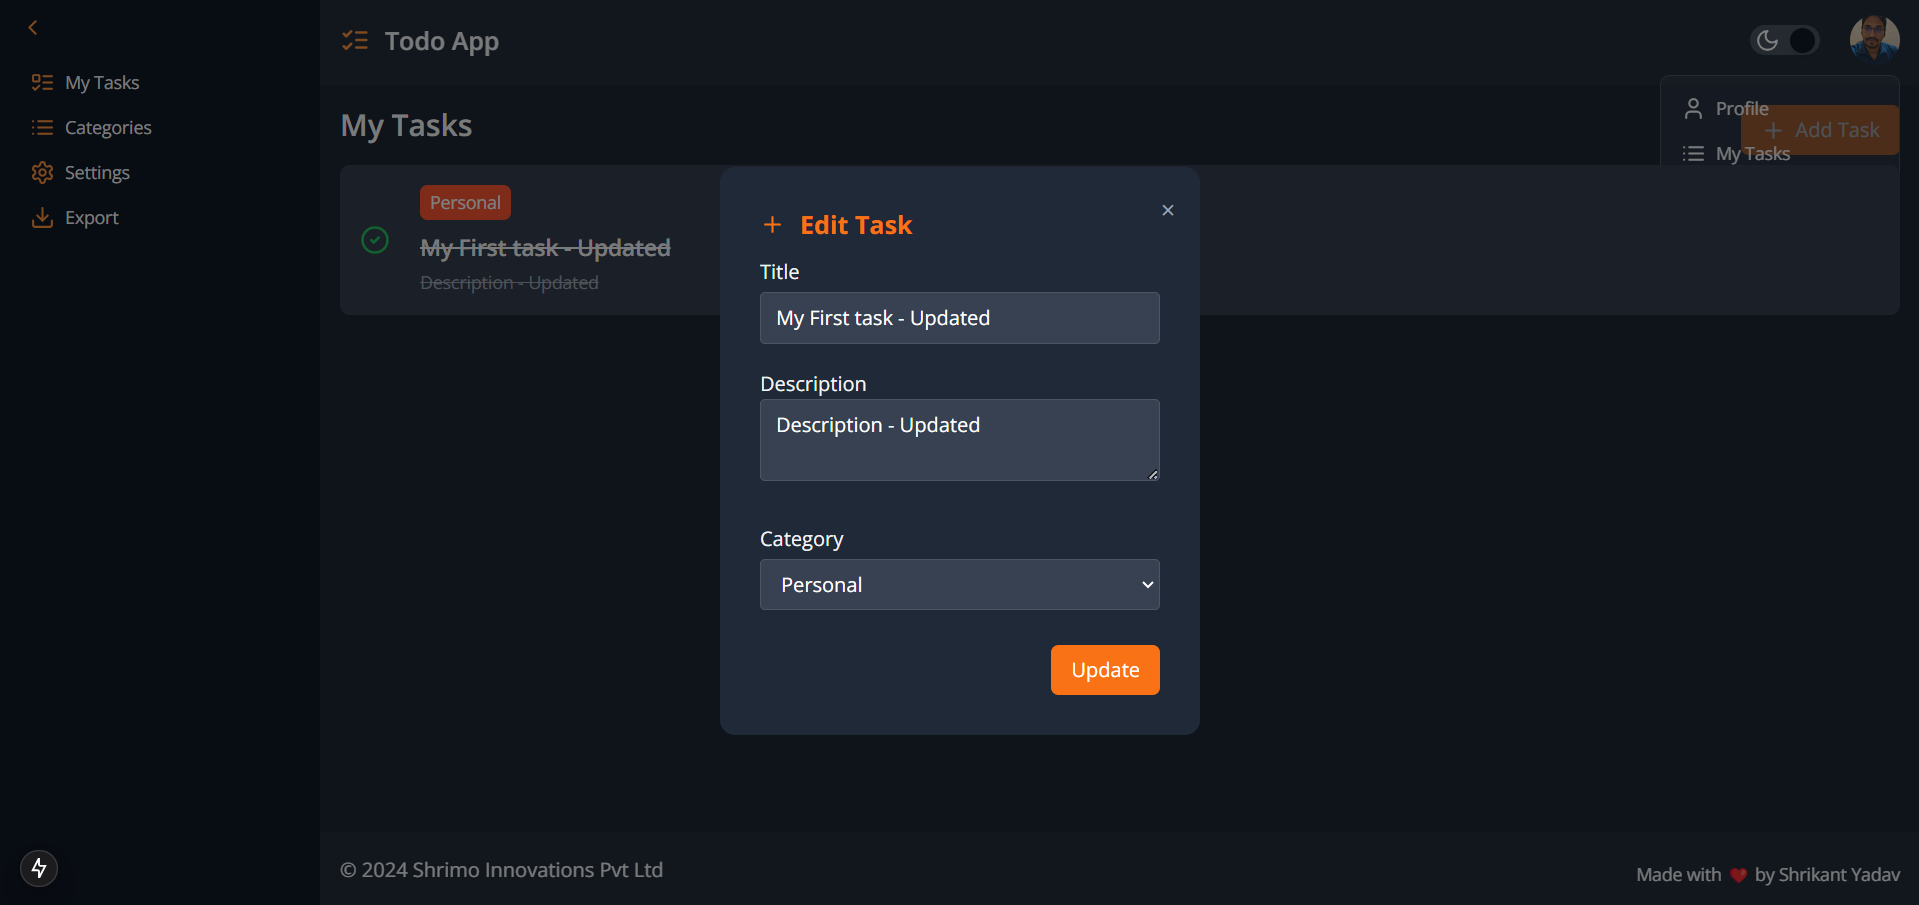 My Tasks
Categories
Settings
Export
Todo App
My Tasks
Profile
My Tasks
Add Task
Personal
My First task - Updated
Description - Updated
Edit Task
Title
My First task - Updated
Description
Description - Updated
Category
Personal
Update
© 2024 Shrimo Innovations Pvt Ltd
Made with ❤️ by Shrikant Yadav